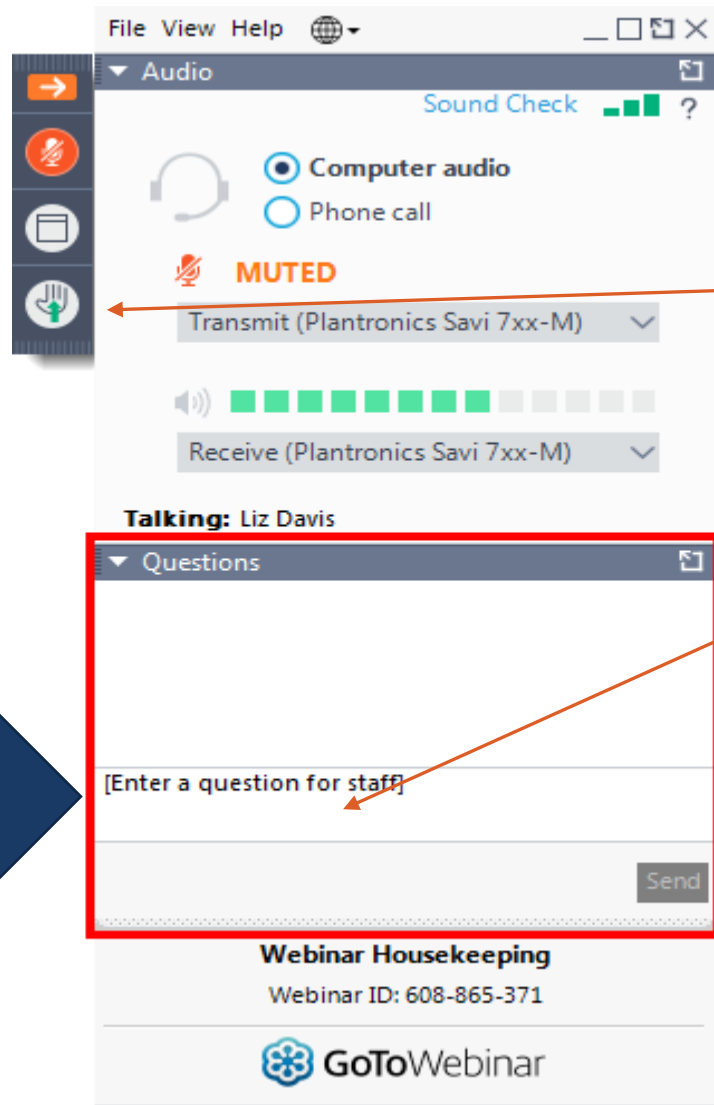 File View Help
Audio
Sound Check ?
Computer audio
Phone call
MUTED
Transmit (Plantronics Savi 7xx-M)
Receive (Plantronics Savi 7xx-M)
Talking: Liz Davis
Questions
[Enter a question for staff]
Send
Webinar Housekeeping
Webinar ID: 608-865-371
GoToWebinar